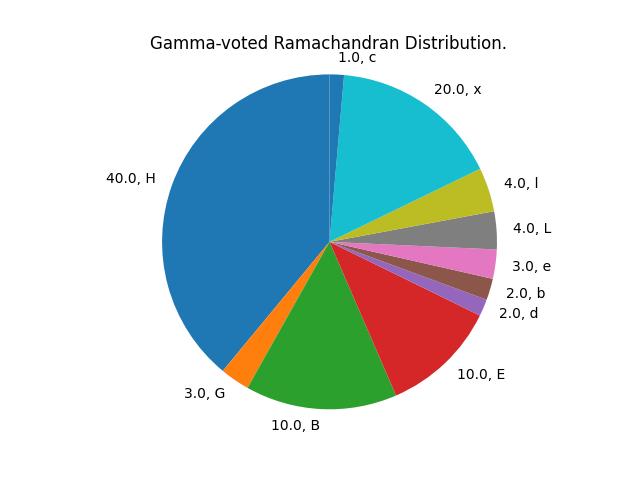 Gamma-voted Ramachandran Distribution.
1.0, c
20.0, x
40.0, H
4.0, l
4.0, L
3.0, e
2.0, b
2.0, d
10.0, E
3.0, G
10.0, B